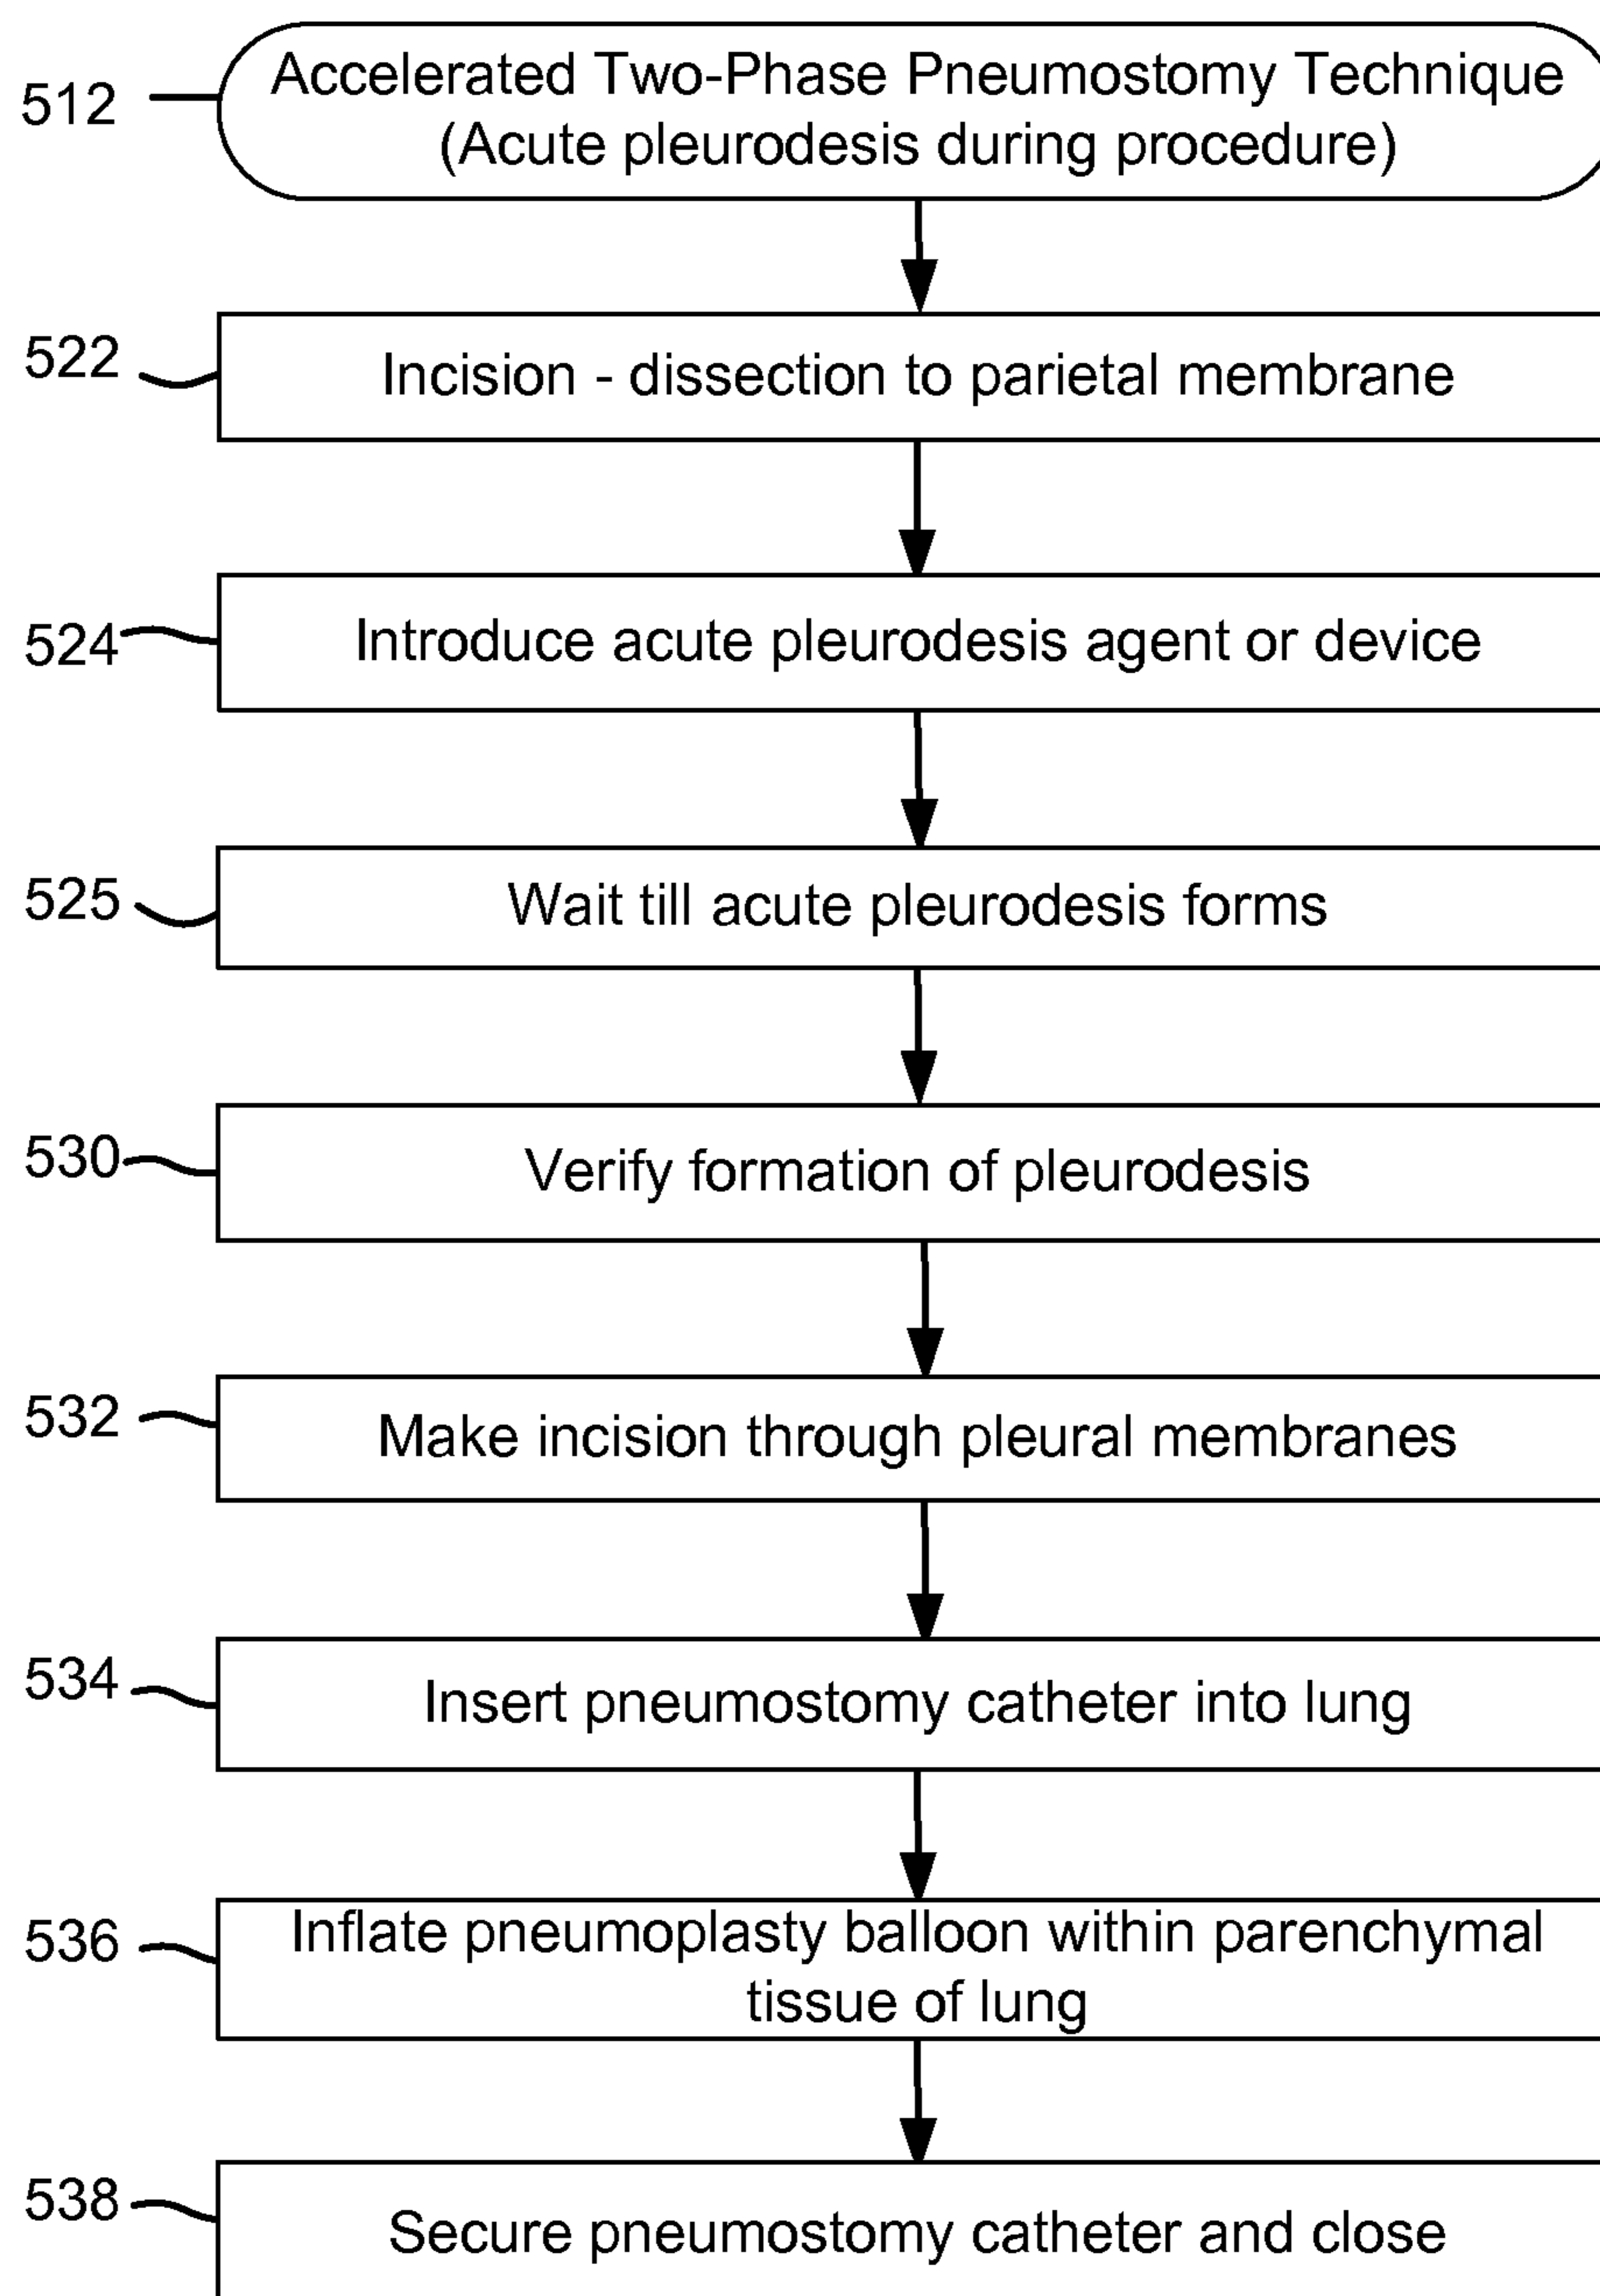 512
Accelerated Two-Phase Pneumostomy Technique
(Acute pleurodesis during procedure)
522
Incision - dissection to parietal membrane
524
Introduce acute pleurodesis agent or device
525
Wait till acute pleurodesis forms
530
Verify formation of pleurodesis
532
Make incision through pleural membranes
534
Insert pneumostomy catheter into lung
536
Inflate pneumoplasty balloon within parenchymal
tissue of lung
538
Secure pneumostomy catheter and close